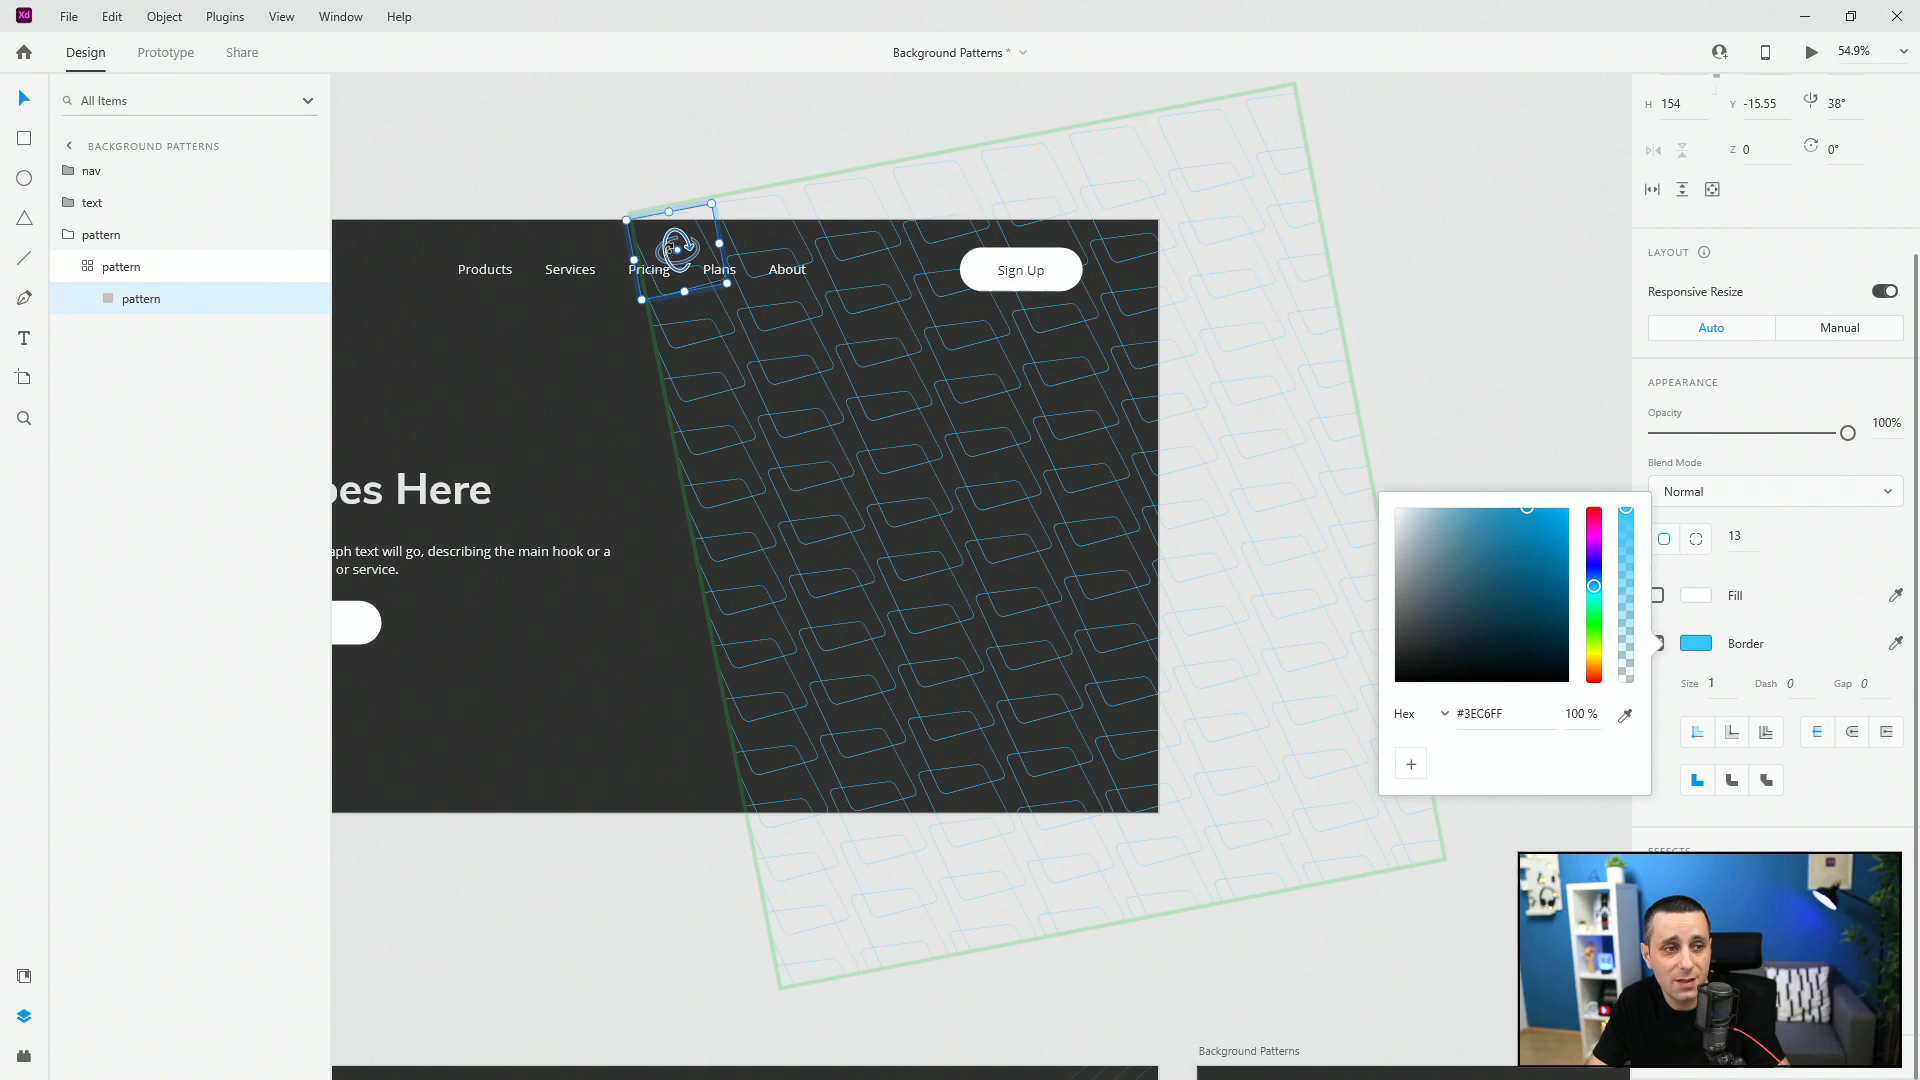 Xd
File Edit Object Plugins View Window Help
Design Prototype Share
Background Patterns *
54.9%
All Items
BACKGROUND PATTERNS
nav
text
pattern
pattern
pattern
Products Services Pricing Plans About
Sign Up
pes Here
aph text will go, describing the main hook or a
or service.
H 154 Y -15.55 38°
Z 0 0°
LAYOUT
Responsive Resize
Auto Manual
APPEARANCE
Opacity
100%
Blend Mode
Normal
13
Fill
Border
Size 1 Dash 0 Gap 0
Hex #3EC6FF 100 %
+
EFFECTS
Background Patterns